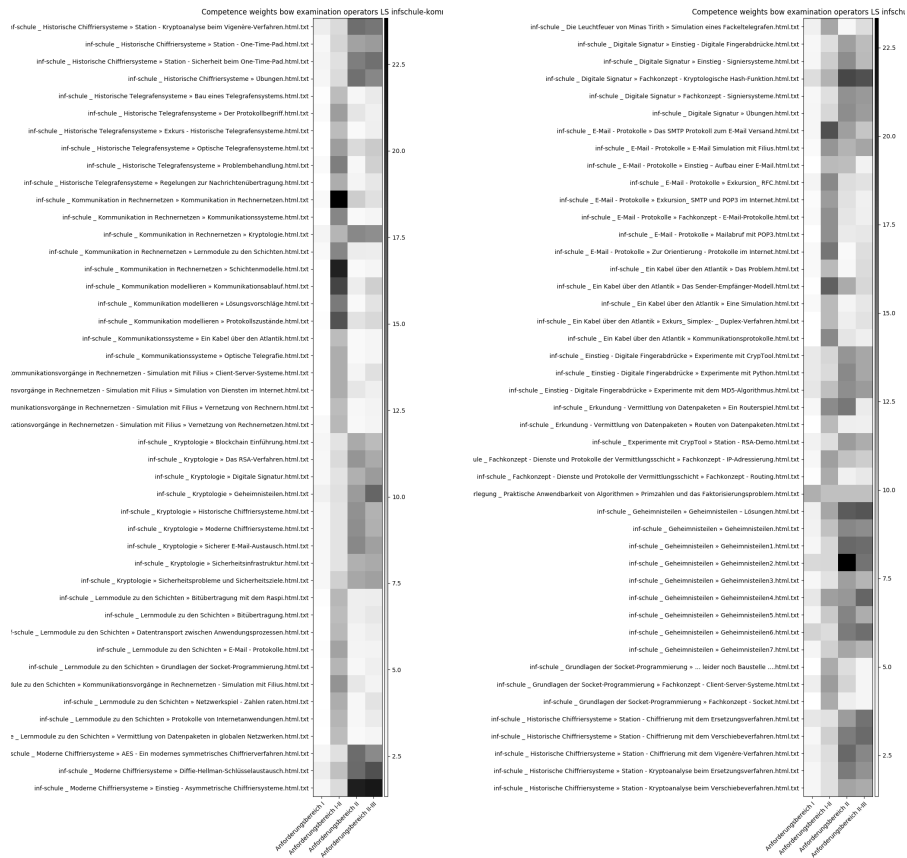 Competence weights bow examination operators LS infschule-komm
nf-schule _ Historische Chiffriersysteme » Station - Kryptoanalyse beim Vigenère-Verfahren.html.txt
inf-schule _ Historische Chiffriersysteme » Station - One-Time-Pad.html.txt
inf-schule _ Historische Chiffriersysteme » Station - Sicherheit beim One-Time-Pad.html.txt
inf-schule _ Historische Chiffriersysteme » Übungen.html.txt
inf-schule _ Historische Telegrafensysteme » Bau eines Telegrafensystems.html.txt
inf-schule _ Historische Telegrafensysteme » Der Protokollbegriff.html.txt
inf-schule _ Historische Telegrafensysteme » Exkurs - Historische Telegrafensysteme.html.txt
inf-schule _ Historische Telegrafensysteme » Optische Telegrafensysteme.html.txt
inf-schule _ Historische Telegrafensysteme » Problembehandlung.html.txt
inf-schule _ Historische Telegrafensysteme » Regelungen zur Nachrichtenübertragung.html.txt
inf-schule _ Kommunikation in Rechnernetzen » Kommunikation in Rechnernetzen.html.txt
inf-schule _ Kommunikation in Rechnernetzen » Kommunikationssysteme.html.txt
inf-schule _ Kommunikation in Rechnernetzen » Kryptologie.html.txt
inf-schule _ Kommunikation in Rechnernetzen » Lernmodule zu den Schichten.html.txt
inf-schule _ Kommunikation in Rechnernetzen » Schichtenmodelle.html.txt
inf-schule _ Kommunikation modellieren » Kommunikationsablauf.html.txt
inf-schule _ Kommunikation modellieren » Lösungsvorschläge.html.txt
inf-schule _ Kommunikation modellieren » Protokollzustände.html.txt
inf-schule _ Kommunikationssysteme » Ein Kabel über den Atlantik.html.txt
inf-schule _ Kommunikationssysteme » Optische Telegrafie.html.txt
ommunikationsvorgänge in Rechnernetzen - Simulation mit Filius » Client-Server-Systeme.html.txt
nsvorgänge in Rechnernetzen - Simulation mit Filius » Simulation von Diensten im Internet.html.txt
munikationsvorgänge in Rechnernetzen - Simulation mit Filius » Vernetzung von Rechnern.html.txt
ationsvorgänge in Rechnernetzen - Simulation mit Filius » Vernetzung von Rechnernetzen.html.txt
inf-schule _ Kryptologie » Blockchain Einführung.html.txt
inf-schule _ Kryptologie » Das RSA-Verfahren.html.txt
inf-schule _ Kryptologie » Digitale Signatur.html.txt
inf-schule _ Kryptologie » Geheimnisteilen.html.txt
inf-schule _ Kryptologie » Historische Chiffriersysteme.html.txt
inf-schule _ Kryptologie » Moderne Chiffriersysteme.html.txt
inf-schule _ Kryptologie » Sicherer E-Mail-Austausch.html.txt
inf-schule _ Kryptologie » Sicherheitsinfrastruktur.html.txt
inf-schule _ Kryptologie » Sicherheitsprobleme und Sicherheitsziele.html.txt
inf-schule _ Lernmodule zu den Schichten » Bitübertragung mit dem Raspi.html.txt
inf-schule _ Lernmodule zu den Schichten » Bitübertragung.html.txt
f-schule _ Lernmodule zu den Schichten » Datentransport zwischen Anwendungsprozessen.html.txt
inf-schule _ Lernmodule zu den Schichten » E-Mail - Protokolle.html.txt
inf-schule _ Lernmodule zu den Schichten » Grundlagen der Socket-Programmierung.html.txt
ule zu den Schichten » Kommunikationsvorgänge in Rechnernetzen - Simulation mit Filius.html.txt
inf-schule _ Lernmodule zu den Schichten » Netzwerkspiel - Zahlen raten.html.txt
inf-schule _ Lernmodule zu den Schichten » Protokolle von Internetanwendungen.html.txt
e _ Lernmodule zu den Schichten » Vermittlung von Datenpaketen in globalen Netzwerken.html.txt
schule _ Moderne Chiffriersysteme » AES - Ein modernes symmetrisches Chiffrierverfahren.html.txt
inf-schule _ Moderne Chiffriersysteme » Diffie-Hellman-Schlüsselaustausch.html.txt
inf-schule _ Moderne Chiffriersysteme » Einstieg - Asymmetrische Chiffriersysteme.html.txt
Anforderungsbereich I
Anforderungsbereich I-II
Anforderungsbereich II
Anforderungsbereich II-III
22.5
20.0
17.5
15.0
12.5
10.0
7.5
5.0
2.5
Competence weights bow examination operators LS infschu
inf-schule _ Die Leuchtfeuer von Minas Tirith » Simulation eines Fackeltelegrafen.html.txt
inf-schule _ Digitale Signatur » Einstieg - Digitale Fingerabdrücke.html.txt
inf-schule _ Digitale Signatur » Einstieg - Signiersysteme.html.txt
inf-schule _ Digitale Signatur » Fachkonzept - Kryptologische Hash-Funktion.html.txt
inf-schule _ Digitale Signatur » Fachkonzept - Signiersysteme.html.txt
inf-schule _ Digitale Signatur » Übungen.html.txt
inf-schule _ E-Mail - Protokolle » Das SMTP Protokoll zum E-Mail Versand.html.txt
inf-schule _ E-Mail - Protokolle » E-Mail Simulation mit Filius.html.txt
inf-schule _ E-Mail - Protokolle » Einstieg – Aufbau einer E-Mail.html.txt
inf-schule _ E-Mail - Protokolle » Exkursion_ RFC.html.txt
inf-schule _ E-Mail - Protokolle » Exkursion_ SMTP und POP3 im Internet.html.txt
inf-schule _ E-Mail - Protokolle » Fachkonzept - E-Mail-Protokolle.html.txt
inf-schule _ E-Mail - Protokolle » Mailabruf mit POP3.html.txt
inf-schule _ E-Mail - Protokolle » Zur Orientierung - Protokolle im Internet.html.txt
inf-schule _ Ein Kabel über den Atlantik » Das Problem.html.txt
inf-schule _ Ein Kabel über den Atlantik » Das Sender-Empfänger-Modell.html.txt
inf-schule _ Ein Kabel über den Atlantik » Eine Simulation.html.txt
inf-schule _ Ein Kabel über den Atlantik » Exkurs_ Simplex- _ Duplex-Verfahren.html.txt
inf-schule _ Ein Kabel über den Atlantik » Kommunikationsprotokolle.html.txt
inf-schule _ Einstieg - Digitale Fingerabdrücke » Experimente mit CrypTool.html.txt
inf-schule _ Einstieg - Digitale Fingerabdrücke » Experimente mit Python.html.txt
inf-schule _ Einstieg - Digitale Fingerabdrücke » Experimente mit dem MD5-Algorithmus.html.txt
inf-schule _ Erkundung - Vermittlung von Datenpaketen » Ein Routerspiel.html.txt
inf-schule _ Erkundung - Vermittlung von Datenpaketen » Routen von Datenpaketen.html.txt
inf-schule _ Experimente mit CrypTool » Station - RSA-Demo.html.txt
ule _ Fachkonzept - Dienste und Protokolle der Vermittlungsschicht » Fachkonzept - IP-Adressierung.html.txt
inf-schule _ Fachkonzept - Dienste und Protokolle der Vermittlungsschicht » Fachkonzept - Routing.html.txt
rlegung _ Praktische Anwendbarkeit von Algorithmen » Primzahlen und das Faktorisierungsproblem.html.txt
inf-schule _ Geheimnisteilen » Geheimnisteilen – Lösungen.html.txt
inf-schule _ Geheimnisteilen » Geheimnisteilen.html.txt
inf-schule _ Geheimnisteilen » Geheimnisteilen1.html.txt
inf-schule _ Geheimnisteilen » Geheimnisteilen2.html.txt
inf-schule _ Geheimnisteilen » Geheimnisteilen3.html.txt
inf-schule _ Geheimnisteilen » Geheimnisteilen4.html.txt
inf-schule _ Geheimnisteilen » Geheimnisteilen5.html.txt
inf-schule _ Geheimnisteilen » Geheimnisteilen6.html.txt
inf-schule _ Geheimnisteilen » Geheimnisteilen7.html.txt
inf-schule _ Grundlagen der Socket-Programmierung » ... leider noch Baustelle ....html.txt
inf-schule _ Grundlagen der Socket-Programmierung » Fachkonzept - Client-Server-Systeme.html.txt
inf-schule _ Grundlagen der Socket-Programmierung » Fachkonzept - Socket.html.txt
inf-schule _ Historische Chiffriersysteme » Station - Chiffrierung mit dem Ersetzungsverfahren.html.txt
inf-schule _ Historische Chiffriersysteme » Station - Chiffrierung mit dem Verschiebeverfahren.html.txt
inf-schule _ Historische Chiffriersysteme » Station - Chiffrierung mit dem Vigenère-Verfahren.html.txt
inf-schule _ Historische Chiffriersysteme » Station - Kryptoanalyse beim Ersetzungsverfahren.html.txt
inf-schule _ Historische Chiffriersysteme » Station - Kryptoanalyse beim Verschiebeverfahren.html.txt
Anforderungsbereich I
Anforderungsbereich I-II
Anforderungsbereich II
Anforderungsbereich II-III
22.5
20.0
17.5
15.0
12.5
10.0
7.5
5.0
2.5